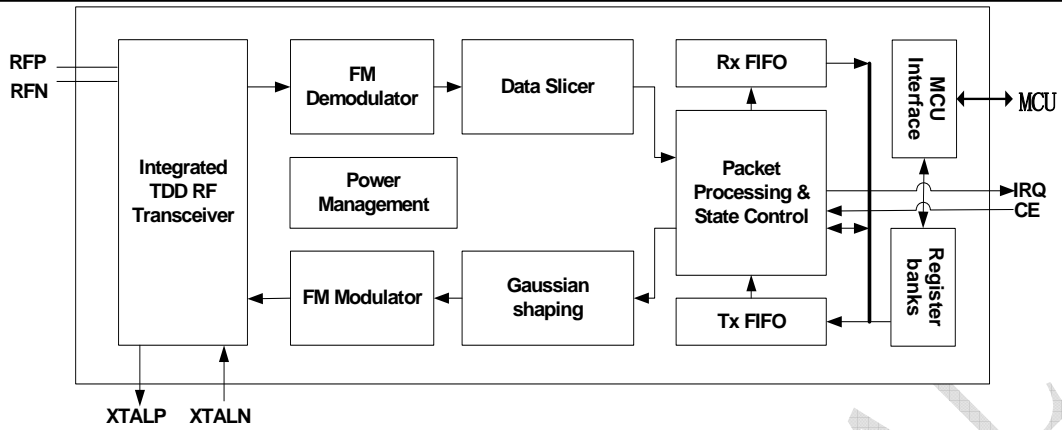 RFP
RFN
Integrated
TDD RF
Transceiver
FM
Demodulator
Data Slicer
Power
Management
FM Modulator
Gaussian
shaping
Rx FIFO
Packet
Processing &
State Control
Tx FIFO
MCU
Interface
Register
banks
MCU
IRQ
CE
XTALP
XTALN